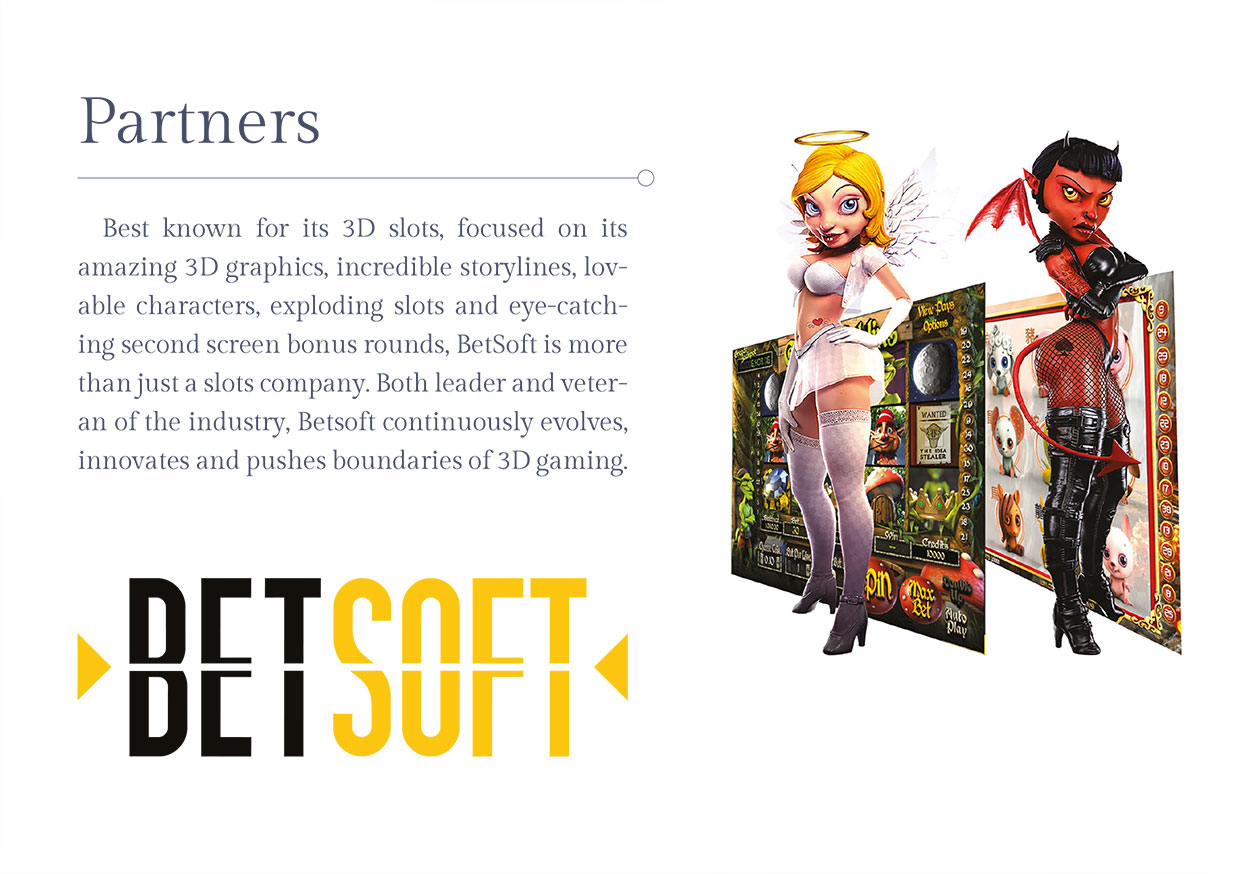 Partners
Best known for its 3D slots, focused on its
amazing 3D graphics, incredible storylines, lov-
able characters, exploding slots and eye-catch-
ing second screen bonus rounds, BetSoft is more
than just a slots company. Both leader and veter-
an of the industry, Betsoft continuously evolves,
innovates and pushes boundaries of 3D gaming.
BETSOFT
View Pays
Options
WANTED
THE IDEA
STEALER
Credits
10000
Max
Bet
Auto
Play